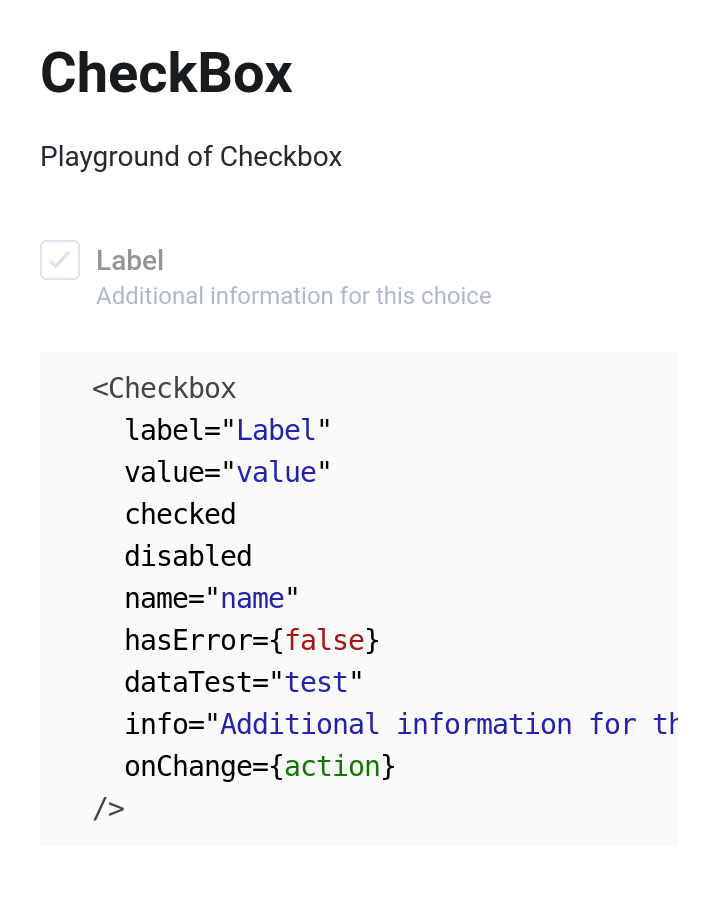 CheckBox
Playground of Checkbox
Label
Additional information for this choice
<Checkbox
label="Label"
value="value"
checked
disabled
name="name"
hasError={false}
dataTest="test"
info="Additional information for th
onChange={action}
/>